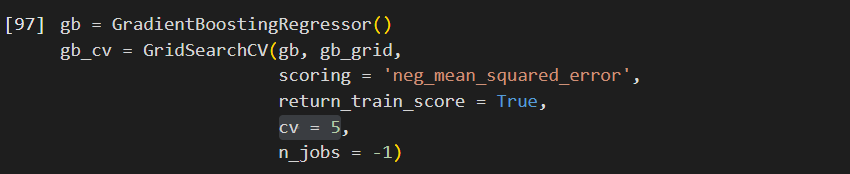 [97] gb = GradientBoostingRegressor()
gb_cv = GridSearchCV(gb, gb_grid,
scoring = 'neg_mean_squared_error',
return_train_score = True,
cv = 5,
n_jobs = -1)